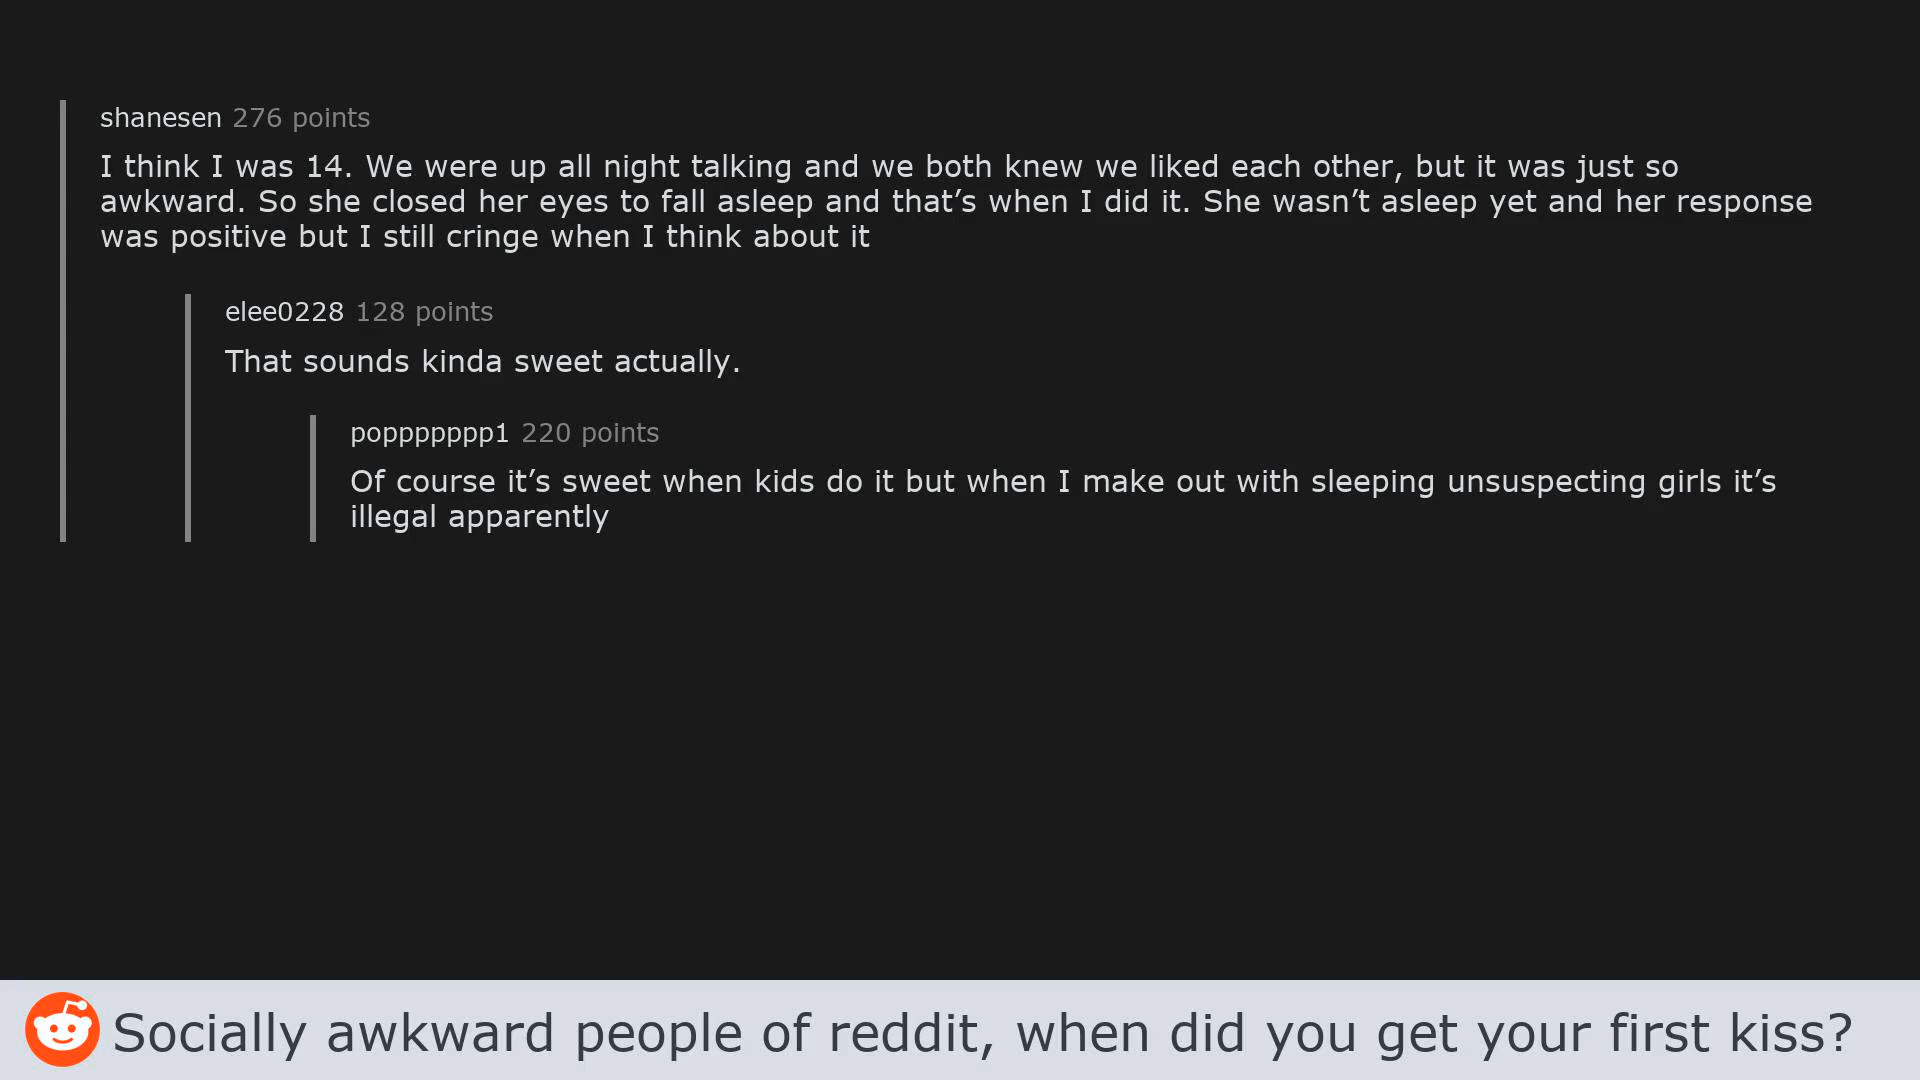 shanesen 276 points
I think I was 14. We were up all night talking and we both knew we liked each other, but it was just so
awkward. So she closed her eyes to fall asleep and that’s when I did it. She wasn’t asleep yet and her response
was positive but I still cringe when I think about it
elee0228 128 points
That sounds kinda sweet actually.
poppppppp1 220 points
Of course it’s sweet when kids do it but when I make out with sleeping unsuspecting girls it’s
illegal apparently
Socially awkward people of reddit, when did you get your first kiss?